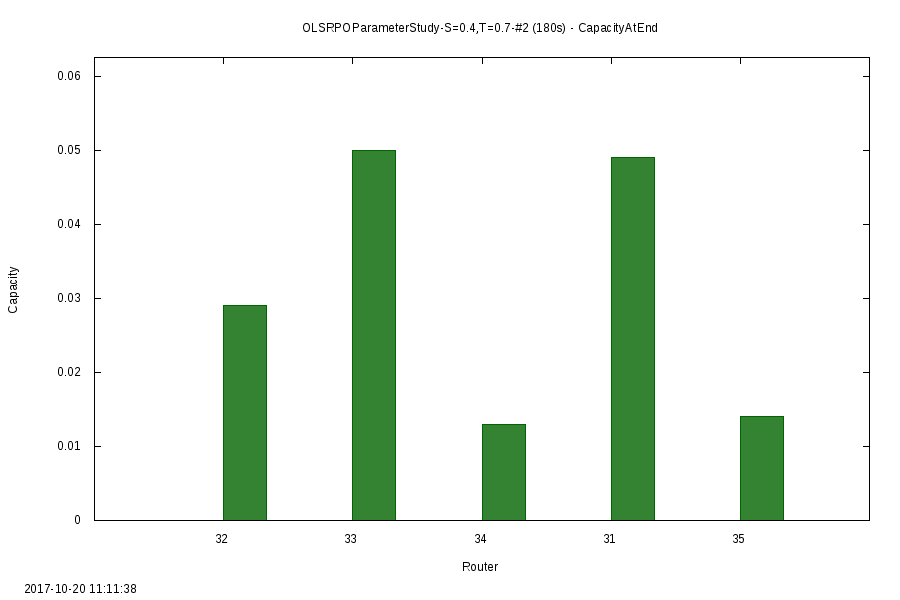 OLSRPOParameterStudy-S=0.4,T=0.7-#2 (180s) - CapacityAtEnd
0.06
0.05
0.04
0.03
0.02
0.01
0
Capacity
32 33 34 31 35
Router
2017-10-20 11:11:38